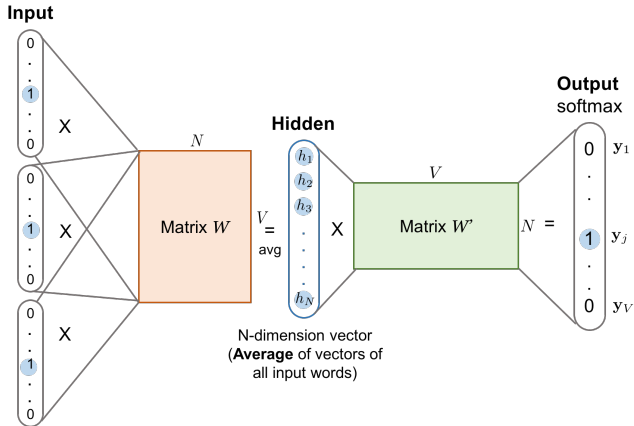 Input
0
.
.
1
.
.
0
X
0
.
.
1
.
.
0
X
0
.
.
1
.
.
0
X
N
Matrix W
V
=
avg
Hidden
h1
h2
h3
.
.
.
.
hN
N-dimension vector
(Average of vectors of
all input words)
X
V
Matrix W'
N
=
Output
softmax
0 y1
.
.
1 yj
.
.
0 yV